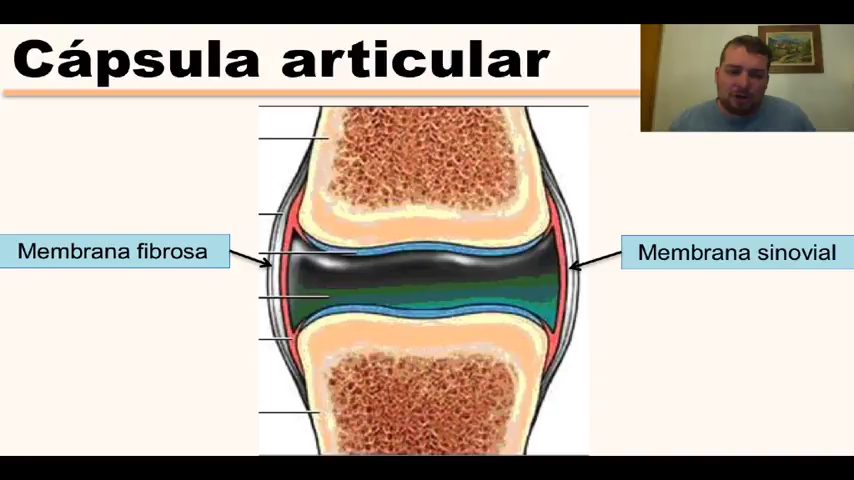 Cápsula articular
Membrana fibrosa
Membrana sinovial